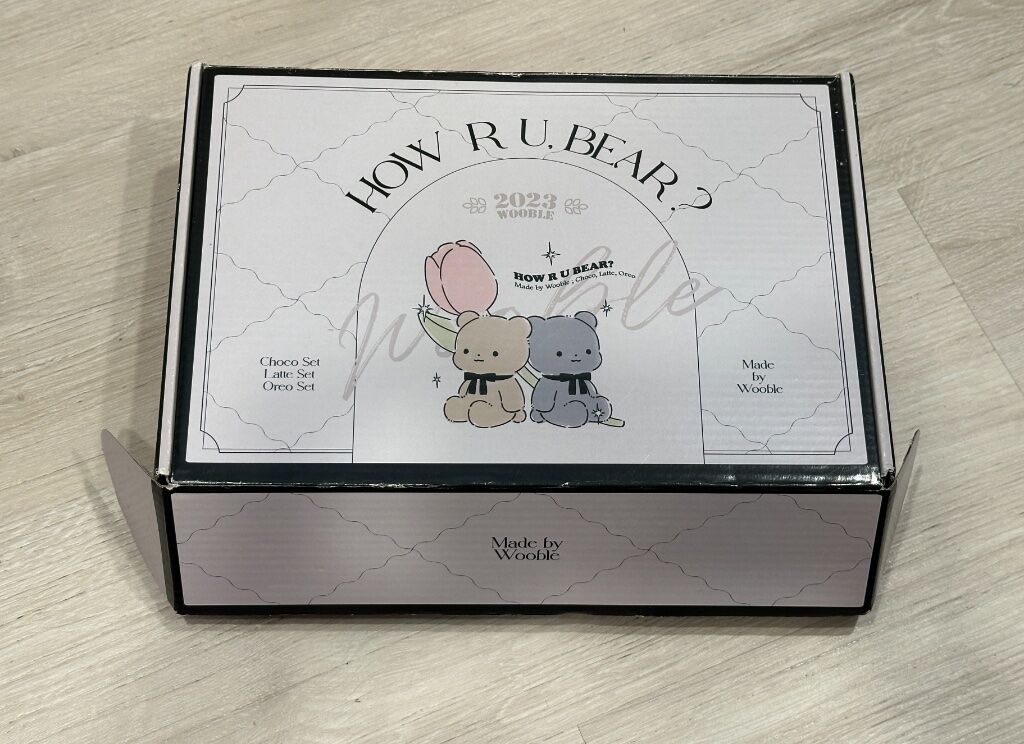 HOW R U, BEAR.?
2023
WOOBLE
HOW R U BEAR?
Made by Wooble ; Choco, Latte, Oreo
Wooble
Choco Set
Latte Set
Oreo Set
Made
by
Wooble
Made by
Wooble